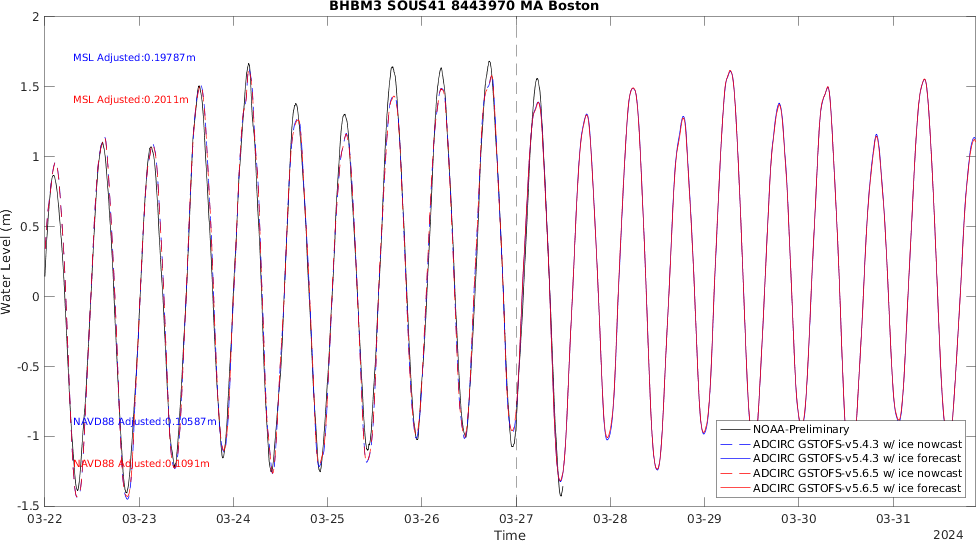 BHBM3 SOUS41 8443970 MA Boston
2
1.5
1
0.5
0
-0.5
-1
-1.5
Water Level (m)
MSL Adjusted:0.19787m
MSL Adjusted:0.2011m
NAVD88 Adjusted:0.10587m
NAVD88 Adjusted:0.1091m
NOAA-Preliminary
ADCIRC GSTOFS-v5.4.3 w/ ice nowcast
ADCIRC GSTOFS-v5.4.3 w/ ice forecast
ADCIRC GSTOFS-v5.6.5 w/ ice nowcast
ADCIRC GSTOFS-v5.6.5 w/ ice forecast
03-22 03-23 03-24 03-25 03-26 03-27 03-28 03-29 03-30 03-31
Time
2024